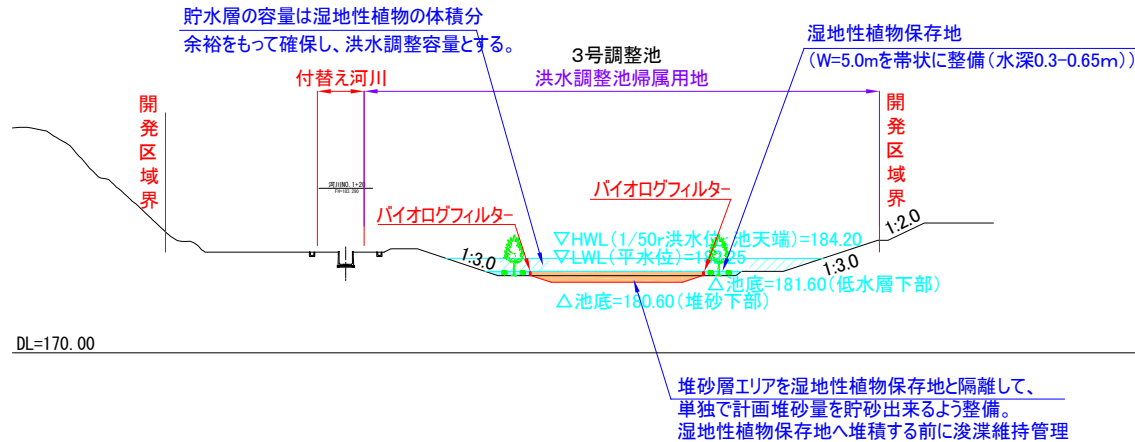 貯水層の容量は湿地性植物の体積分
余裕をもって確保し、洪水調整容量とする。
湿地性植物保存地
(W=5.0mを帯状に整備(水深0.3-0.65m))
3号調整池
洪水調整池帰属用地
付替え河川
開発区域界
開発区域界
河川NO.1+20
バイオログフィルター
バイオログフィルター
1:2.0
▽HWL(1/50r洪水位 池天端)=184.20
▽LWL(平水位)=
1:3.0
1:3.0
△池底=181.60(低水層下部)
△池底=180.60(堆砂下部)
DL=170.00
堆砂層エリアを湿地性植物保存地と隔離して、
単独で計画堆砂量を貯砂出来るよう整備。
湿地性植物保存地へ堆積する前に浚渫維持管理